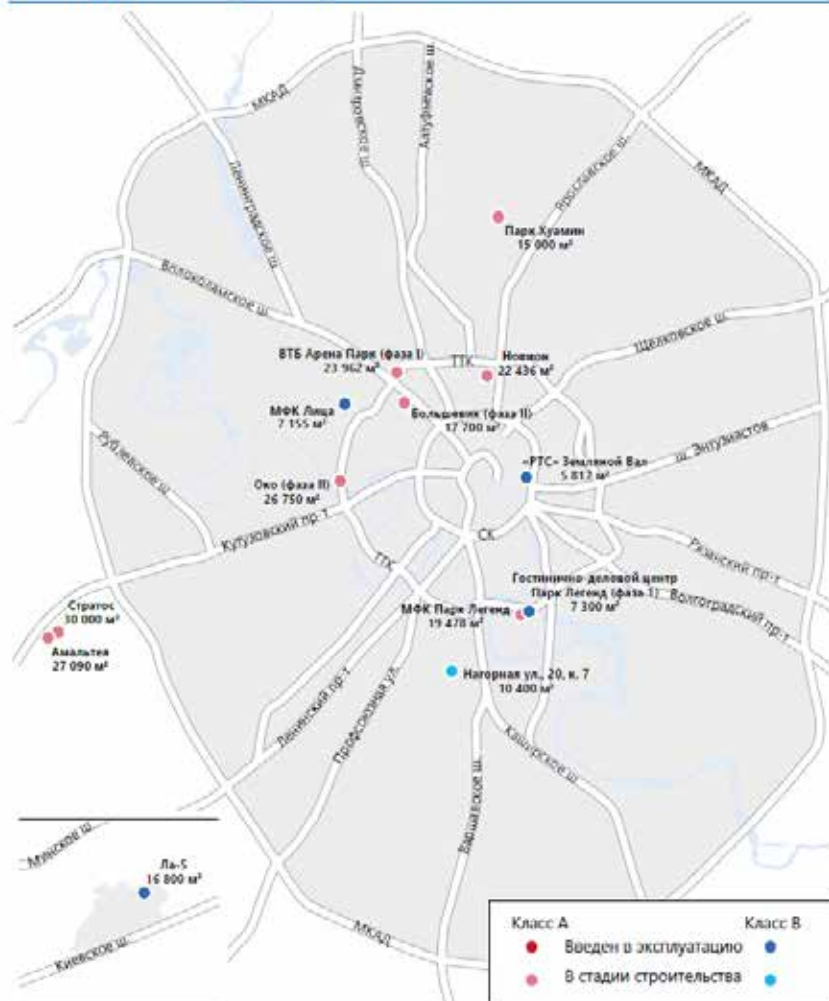 МКАД
Дмитровское ш.
Алтуфьевское ш.
Ярославское ш.
МКАД
Ленинградское ш.
Парк Хуамин
15 000 м²
Волоколамское ш.
Щёлковское ш.
ВТБ Арена Парк (фаза I)
23 962 м²
ТТК
Новион
22 436 м²
МФК Лица
7 155 м²
Большевик (фаза II)
17 700 м²
ш. Энтузиастов
Рублевское ш.
«РТС» Земляной Вал
5 812 м²
Око (фаза II)
26 750 м²
Кутузовский пр-т
СК
Рязанский пр-т
ТТК
Гостинично-деловой центр
Парк Легенд (фаза 1)
7 300 м²
Волгоградский пр-т
МФК Парк Легенд
19 478 м²
Стратос
30 000 м²
Амальтея
27 090 м²
Нагорная ул., 20, к. 7
10 400 м²
Ленинский пр-т
Профсоюзная ул.
Каширское ш.
Варшавское ш.
Минское ш.
Ла-5
16 800 м²
Киевское ш.
МКАД
Класс А Класс В
Введен в эксплуатацию
В стадии строительства